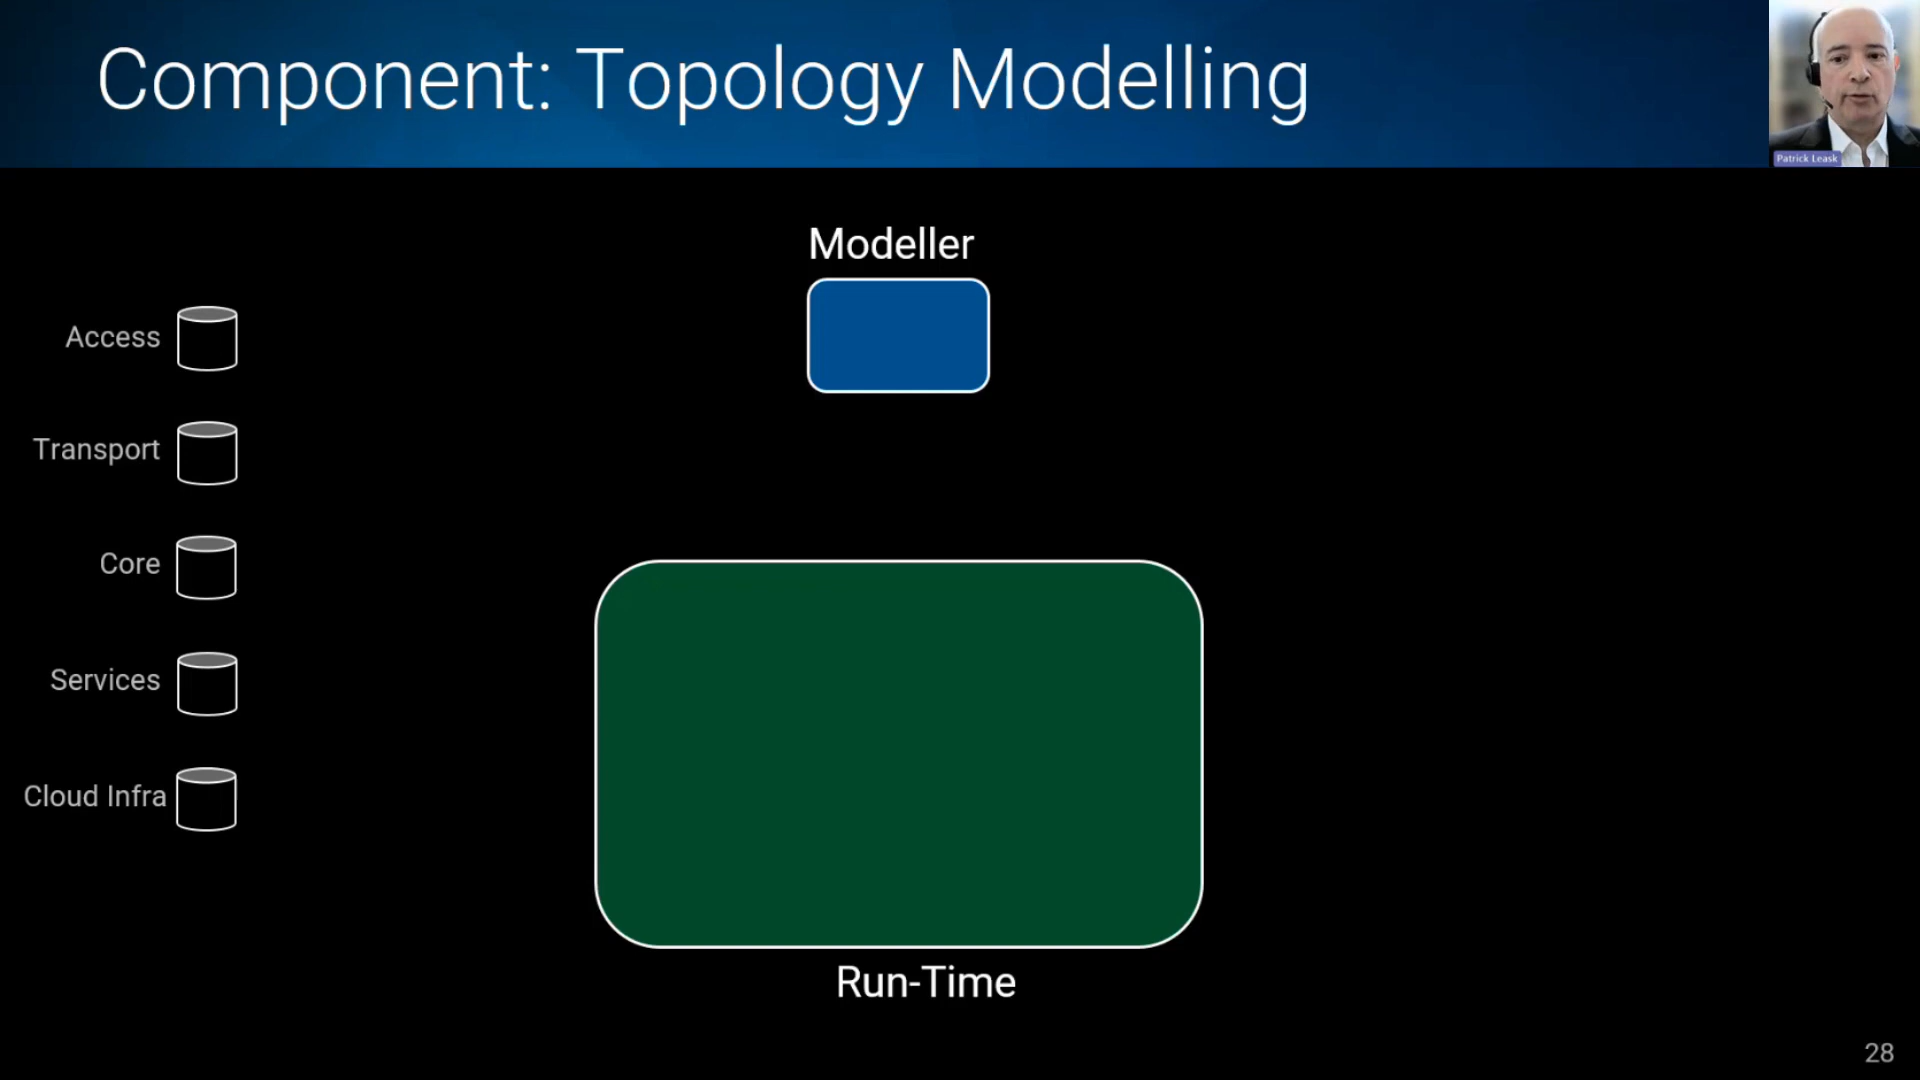 Component: Topology Modelling
Patrick Leask
Modeller
Access
Transport
Core
Services
Cloud Infra
Run-Time
28